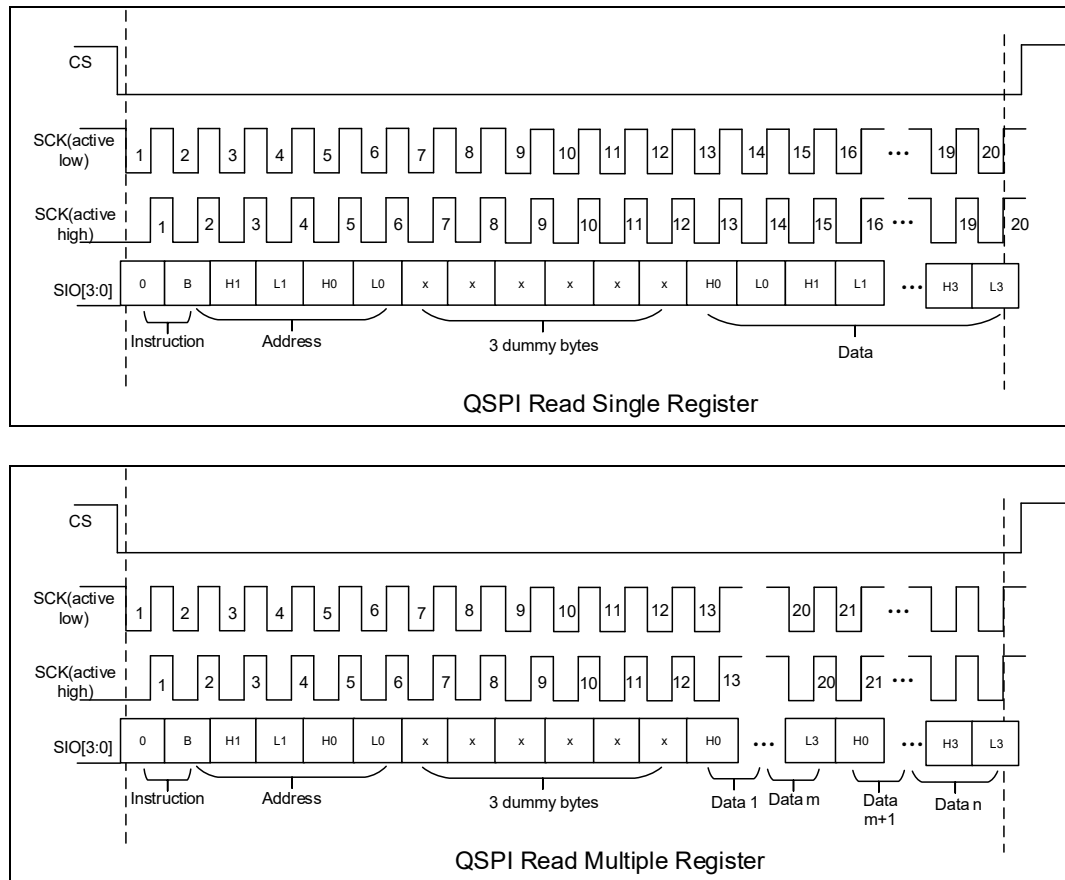 CS
SCK(active low)
1 2 3 4 5 6 7 8 9 10 11 12 13 14 15 16 ••• 19 20
SCK(active high)
1 2 3 4 5 6 7 8 9 10 11 12 13 14 15 16 ••• 19 20
SIO[3:0] 0 B H1 L1 H0 L0 x x x x x x H0 L0 H1 L1 ••• H3 L3
Instruction Address 3 dummy bytes Data
QSPI Read Single Register
CS
SCK(active low)
1 2 3 4 5 6 7 8 9 10 11 12 13 20 21 •••
SCK(active high)
1 2 3 4 5 6 7 8 9 10 11 12 13 20 21 •••
SIO[3:0] 0 B H1 L1 H0 L0 x x x x x x H0 ••• L3 H0 ••• H3 L3
Instruction Address 3 dummy bytes Data 1 Data m Data m+1 Data n
QSPI Read Multiple Register